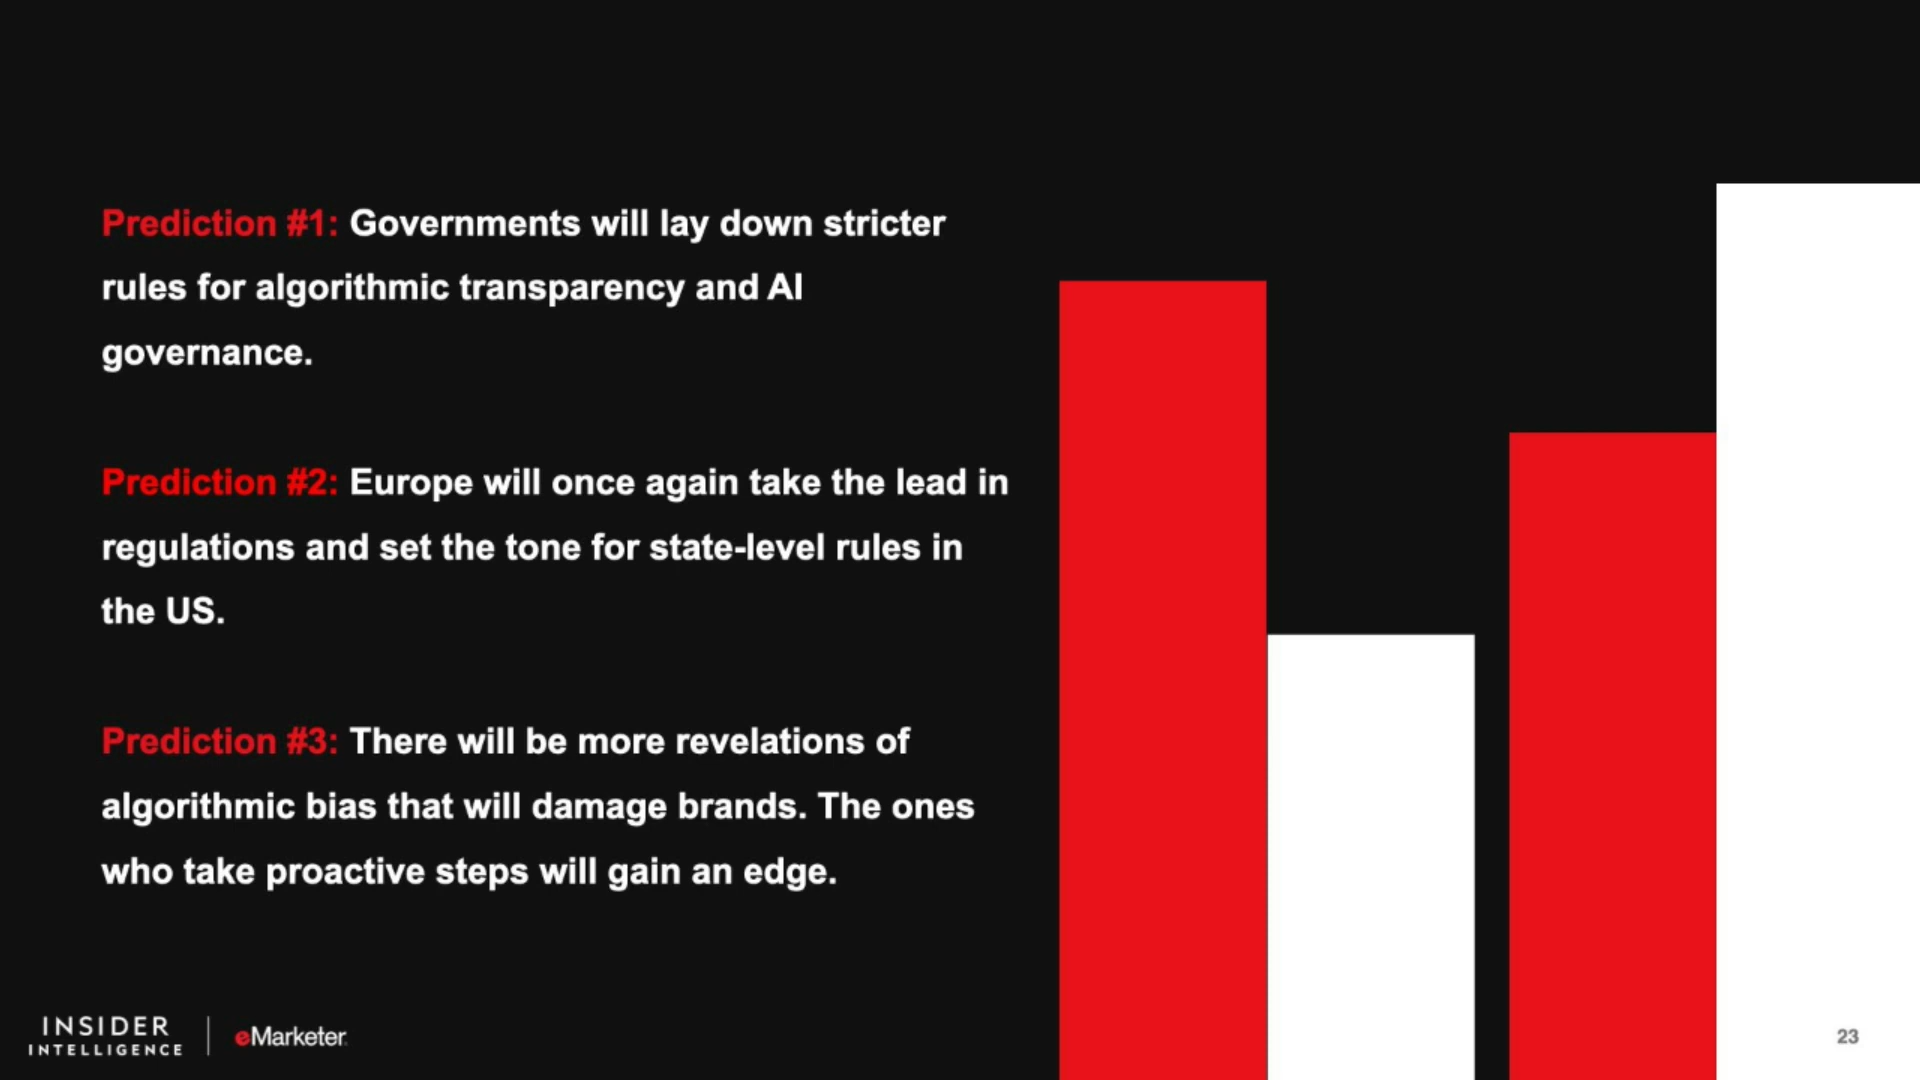 Prediction #1: Governments will lay down stricter
rules for algorithmic transparency and AI
governance.
Prediction #2: Europe will once again take the lead in
regulations and set the tone for state-level rules in
the US.
Prediction #3: There will be more revelations of
algorithmic bias that will damage brands. The ones
who take proactive steps will gain an edge.
INSIDER
INTELLIGENCE
eMarketer
23